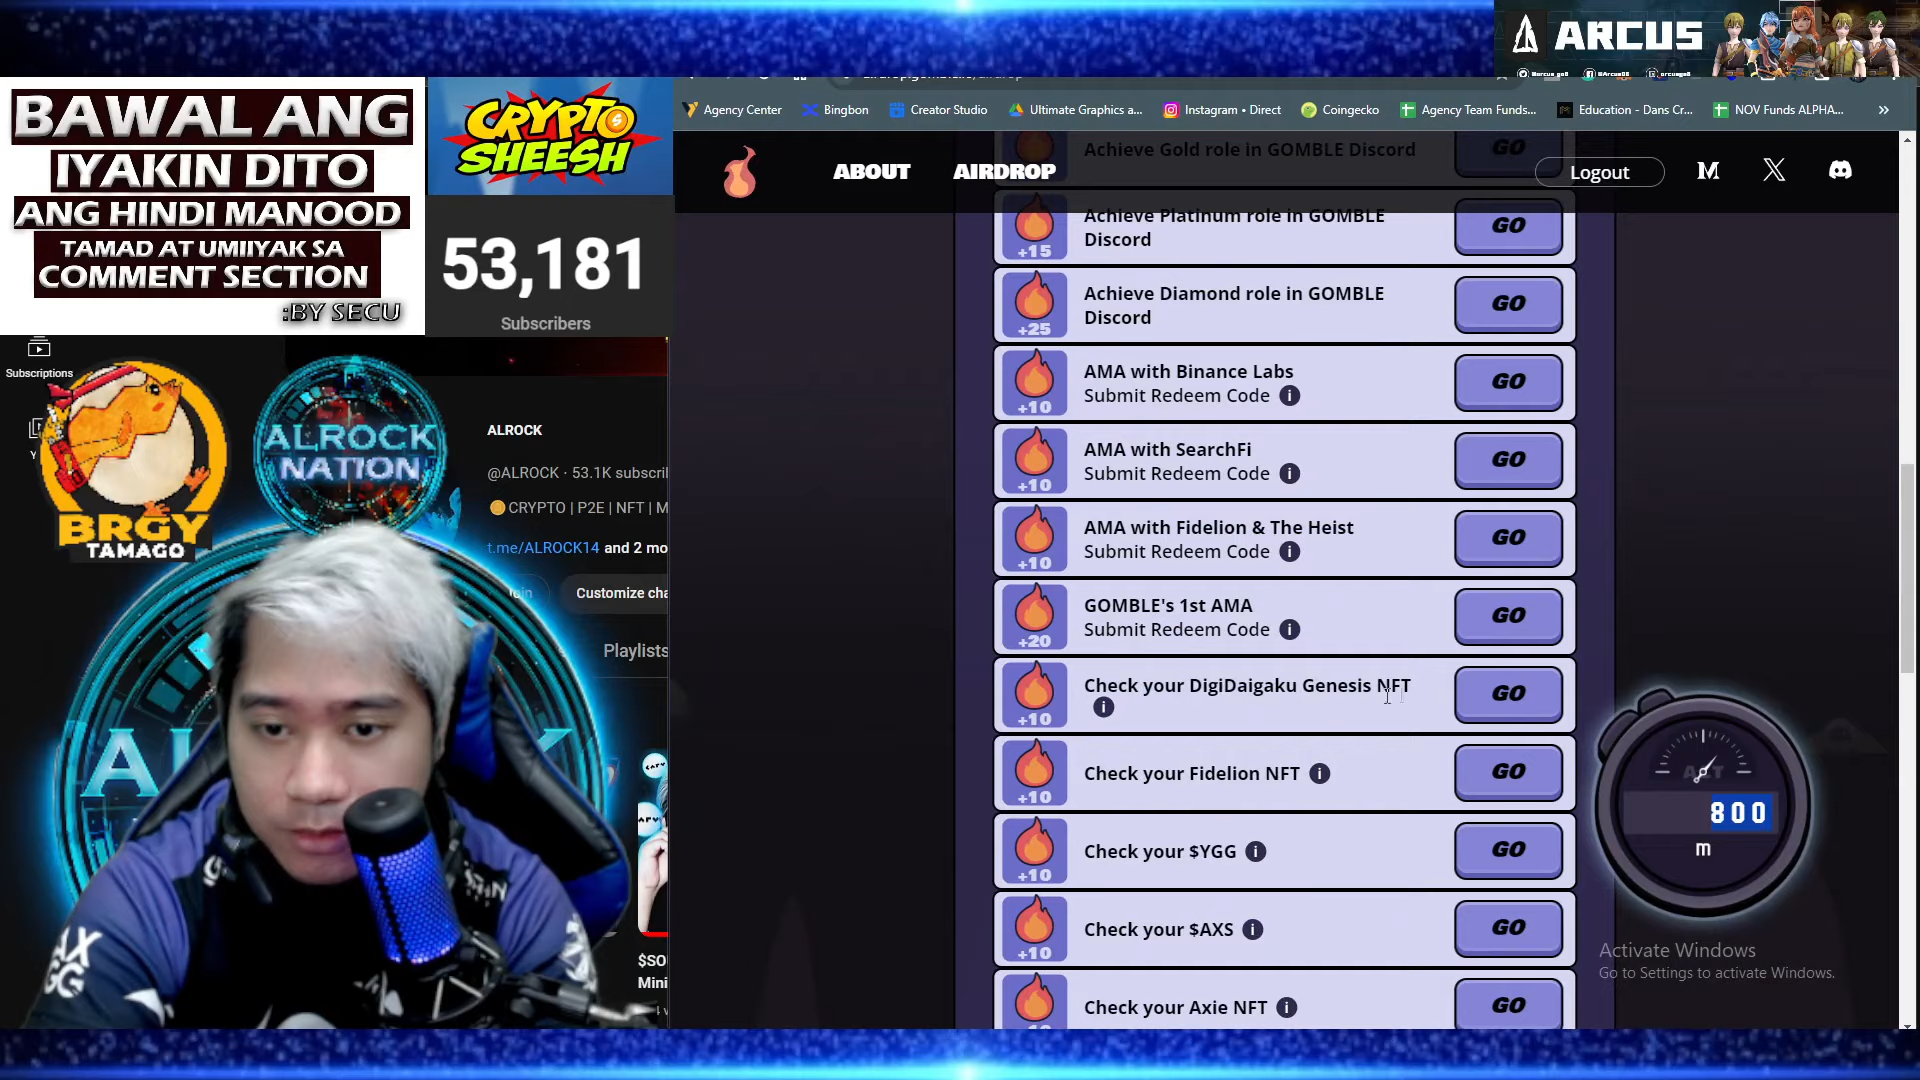 ARCUS
BAWAL ANG
IYAKIN DITO
ANG HINDI MANOOD
TAMAD AT UMIIYAK SA
COMMENT SECTION
:BY SECU
CRYPTO
SHEESH
53,181
Subscribers
Subscriptions
BRGY
TAMAGO
ALROCK
NATION
ALROCK
@ALROCK · 53.1K subscri
CRYPTO | P2E | NFT | M
t.me/ALROCK14 and 2 mo
Customize cha
Playlists
$SO
Mini
Agency Center
Bingbon
Creator Studio
Ultimate Graphics a...
Instagram • Direct
Coingecko
Agency Team Funds...
Education - Dans Cr...
NOV Funds ALPHA...
ABOUT
AIRDROP
Logout
Achieve Gold role in GOMBLE Discord
GO
+15
Achieve Platinum role in GOMBLE
Discord
GO
+25
Achieve Diamond role in GOMBLE
Discord
GO
+10
AMA with Binance Labs
Submit Redeem Code
GO
+10
AMA with SearchFi
Submit Redeem Code
GO
+10
AMA with Fidelion & The Heist
Submit Redeem Code
GO
+20
GOMBLE's 1st AMA
Submit Redeem Code
GO
+10
Check your DigiDaigaku Genesis NFT
GO
+10
Check your Fidelion NFT
GO
+10
Check your $YGG
GO
+10
Check your $AXS
GO
Check your Axie NFT
GO
ALT
800
m
Activate Windows
Go to Settings to activate Windows.